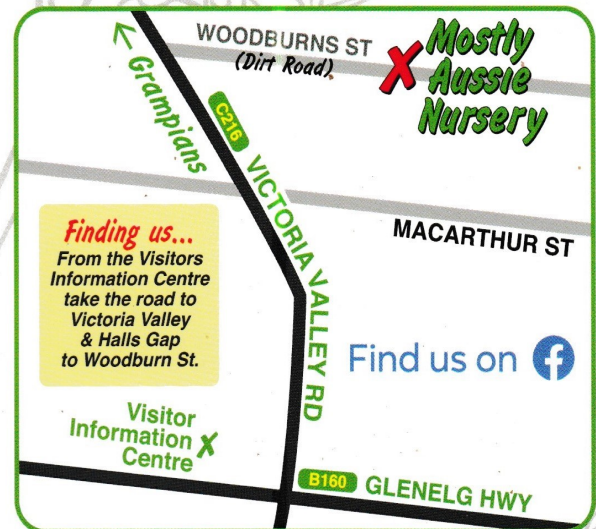 WOODBURNS ST
(Dirt Road)
Mostly
Aussie
Nursery
Grampians
C216
VICTORIA VALLEY RD
MACARTHUR ST
Finding us...
From the Visitors
Information Centre
take the road to
Victoria Valley
& Halls Gap
to Woodburn St.
Find us on
Visitor
Information
Centre
B160
GLENELG HWY